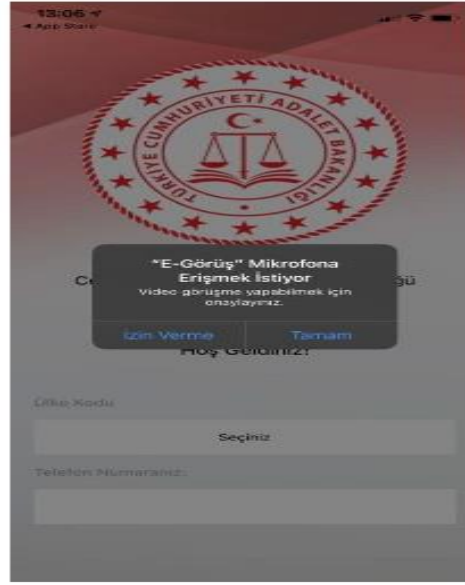 13:06
App Store
TÜRKİYE CUMHURİYETİ ADALET BAKANLIĞI
"E-Görüş" Mikrofona
Erişmek İstiyor
Video görüşme yapabilmek için
onaylayınız.
İzin Verme
Tamam
Hoş Geldiniz!
Ülke Kodu
Seçiniz
Telefon Numaranız: